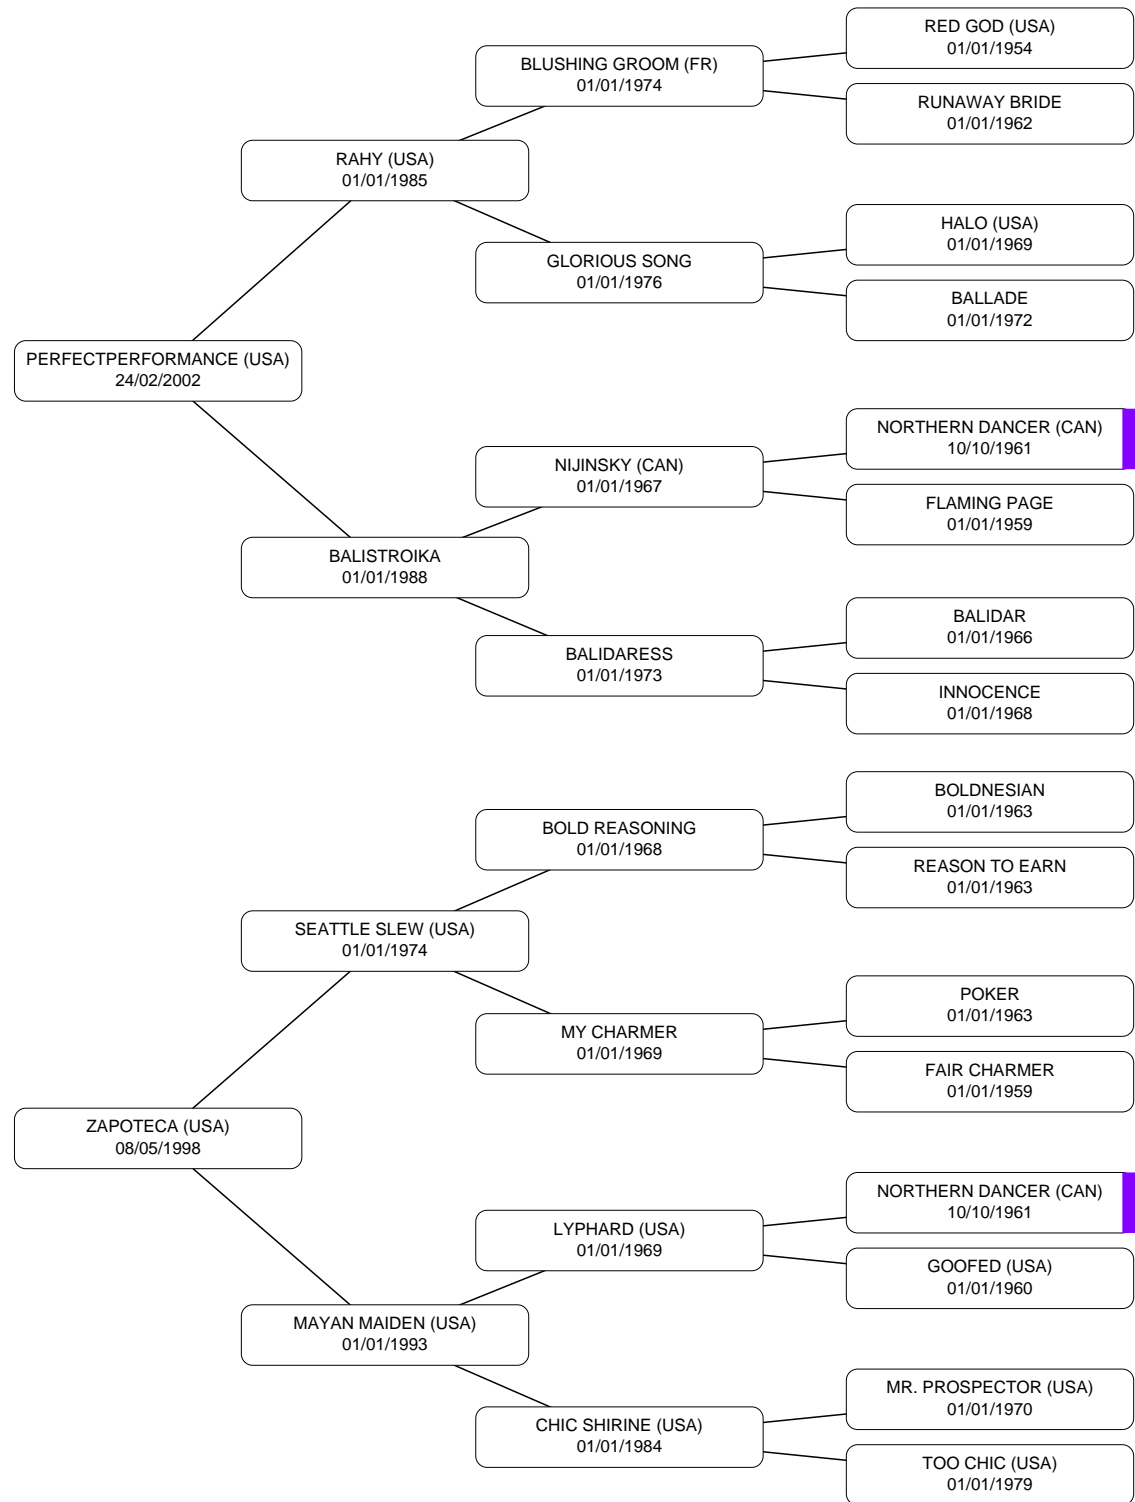 RED GOD (USA)
01/01/1954
BLUSHING GROOM (FR)
01/01/1974
RUNAWAY BRIDE
01/01/1962
RAHY (USA)
01/01/1985
HALO (USA)
01/01/1969
GLORIOUS SONG
01/01/1976
BALLADE
01/01/1972
PERFECTPERFORMANCE (USA)
24/02/2002
NORTHERN DANCER (CAN)
10/10/1961
NIJINSKY (CAN)
01/01/1967
FLAMING PAGE
01/01/1959
BALISTROIKA
01/01/1988
BALIDAR
01/01/1966
BALIDARESS
01/01/1973
INNOCENCE
01/01/1968
BOLDNESIAN
01/01/1963
BOLD REASONING
01/01/1968
REASON TO EARN
01/01/1963
SEATTLE SLEW (USA)
01/01/1974
POKER
01/01/1963
MY CHARMER
01/01/1969
FAIR CHARMER
01/01/1959
ZAPOTECA (USA)
08/05/1998
NORTHERN DANCER (CAN)
10/10/1961
LYPHARD (USA)
01/01/1969
GOOFED (USA)
01/01/1960
MAYAN MAIDEN (USA)
01/01/1993
MR. PROSPECTOR (USA)
01/01/1970
CHIC SHIRINE (USA)
01/01/1984
TOO CHIC (USA)
01/01/1979